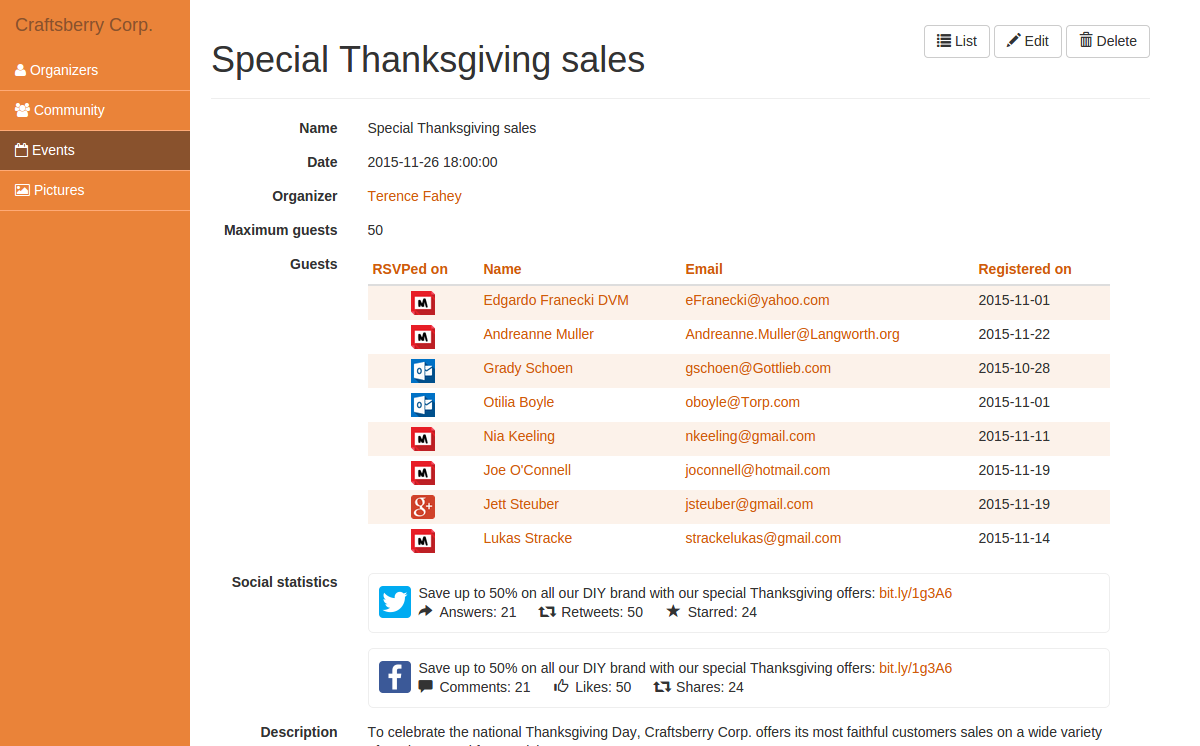 Craftsberry Corp.
Organizers
Community
Events
Pictures
Special Thanksgiving sales
List
Edit
Delete
Name Special Thanksgiving sales
Date 2015-11-26 18:00:00
Organizer Terence Fahey
Maximum guests 50
Guests
RSVPed on Name Email Registered on
Edgardo Franecki DVM eFranecki@yahoo.com 2015-11-01
Andreanne Muller Andreanne.Muller@Langworth.org 2015-11-22
Grady Schoen gschoen@Gottlieb.com 2015-10-28
Otilia Boyle oboyle@Torp.com 2015-11-01
Nia Keeling nkeeling@gmail.com 2015-11-11
Joe O'Connell joconnell@hotmail.com 2015-11-19
Jett Steuber jsteuber@gmail.com 2015-11-19
Lukas Stracke strackelukas@gmail.com 2015-11-14
Social statistics
Save up to 50% on all our DIY brand with our special Thanksgiving offers: bit.ly/1g3A6
Answers: 21 Retweets: 50 Starred: 24
Save up to 50% on all our DIY brand with our special Thanksgiving offers: bit.ly/1g3A6
Comments: 21 Likes: 50 Shares: 24
Description To celebrate the national Thanksgiving Day, Craftsberry Corp. offers its most faithful customers sales on a wide variety